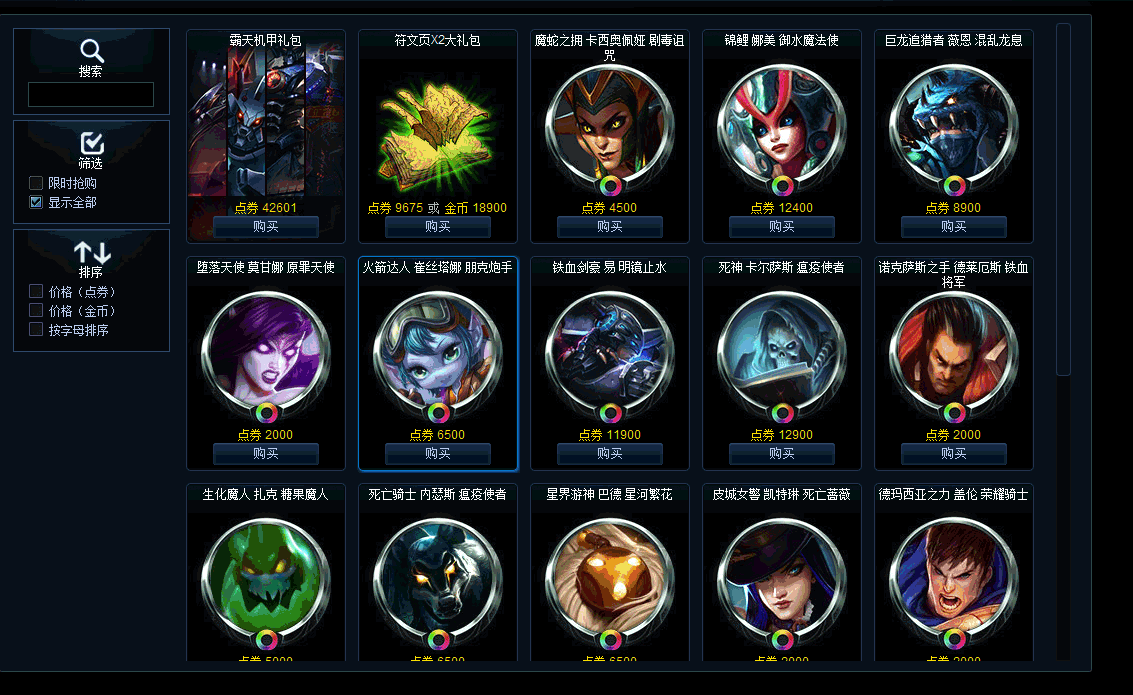 搜索
筛选
限时抢购
显示全部
排序
价格（点券）
价格（金币）
按字母排序
霸天机甲礼包
点券 42601
购买
符文页X2大礼包
点券 9675 或 金币 18900
购买
魔蛇之拥 卡西奥佩娅 剧毒诅
咒
点券 4500
购买
锦鲤 娜美 御水魔法使
点券 12400
购买
巨龙追猎者 薇恩 混乱龙息
点券 8900
购买
堕落天使 莫甘娜 原罪天使
点券 2000
购买
火箭达人 崔丝塔娜 朋克炮手
点券 6500
购买
铁血剑豪 易 明镜止水
点券 11900
购买
死神 卡尔萨斯 瘟疫使者
点券 12900
购买
诺克萨斯之手 德莱厄斯 铁血
将军
点券 2000
购买
生化魔人 扎克 糖果魔人
死亡骑士 内瑟斯 瘟疫使者
星界游神 巴德 星河繁花
皮城女警 凯特琳 死亡蔷薇
德玛西亚之力 盖伦 荣耀骑士